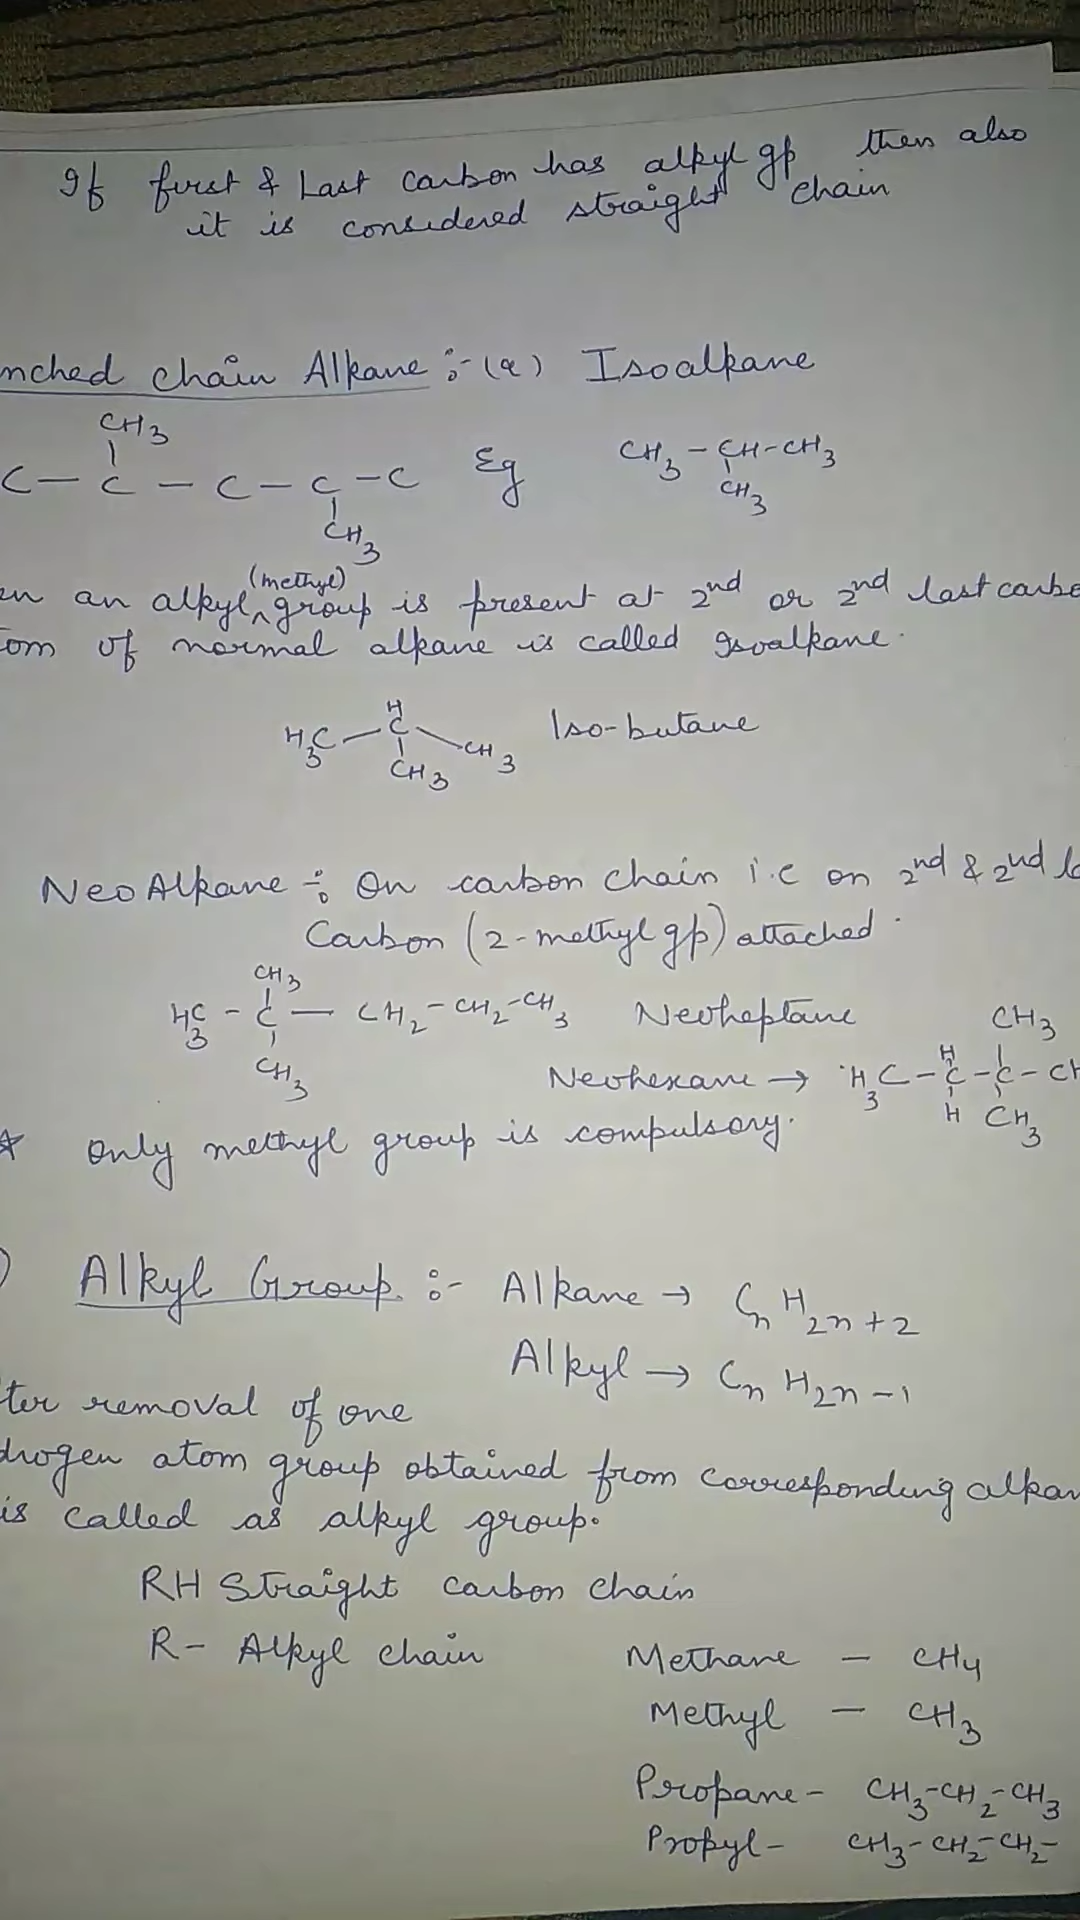 If first & Last carbon has alkyl gp then also
it is considered straight chain
nched chain Alkane :- (a) Isoalkane
CH3
C - C - C - C - C Eg CH3 - CH - CH3
CH3 CH3
en an alkyl (methyl) group is present at 2nd or 2nd last carbo
tom of normal alkane is called Isoalkane.
H
H3C - C - CH3 Iso-butane
CH3
NeoAlkane :- On carbon chain i.e on 2nd & 2nd la
Carbon (2-methyl gp) attached.
CH3
H3C - C - CH2 - CH2 - CH3 Neoheptane
CH3
CH3
Neohexane → H3C - C - C - CH
H
H CH3
* Only methyl group is compulsory.
) Alkyl Group :- Alkane → CnH2n+2
Alkyl → CnH2n-1
ter removal of one
drogen atom group obtained from corresponding alkan
is called as alkyl group.
RH Straight carbon chain
R - Alkyl chain
Methane - CH4
Methyl - CH3
Propane - CH3-CH2-CH3
Propyl - CH3-CH2-CH2-